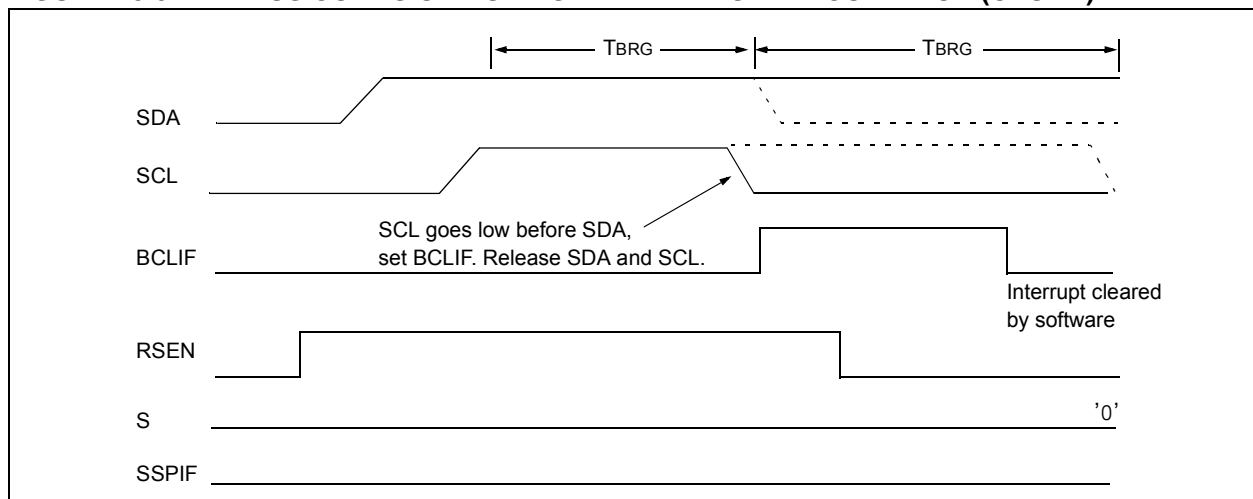 TBRG TBRG
SDA
SCL
SCL goes low before SDA,
set BCLIF. Release SDA and SCL.
BCLIF
Interrupt cleared
by software
RSEN
S '0'
SSPIF